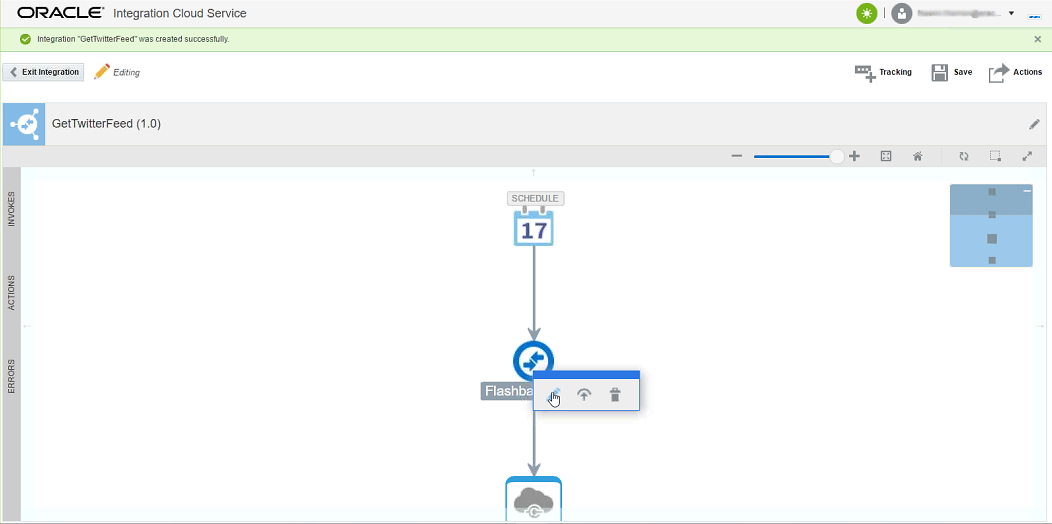 ORACLE Integration Cloud Service
Integration "GetTwitterFeed" was created successfully.
Exit Integration Editing Tracking Save Actions
GetTwitterFeed (1.0)
INVOKES
ACTIONS
ERRORS
SCHEDULE
17
C